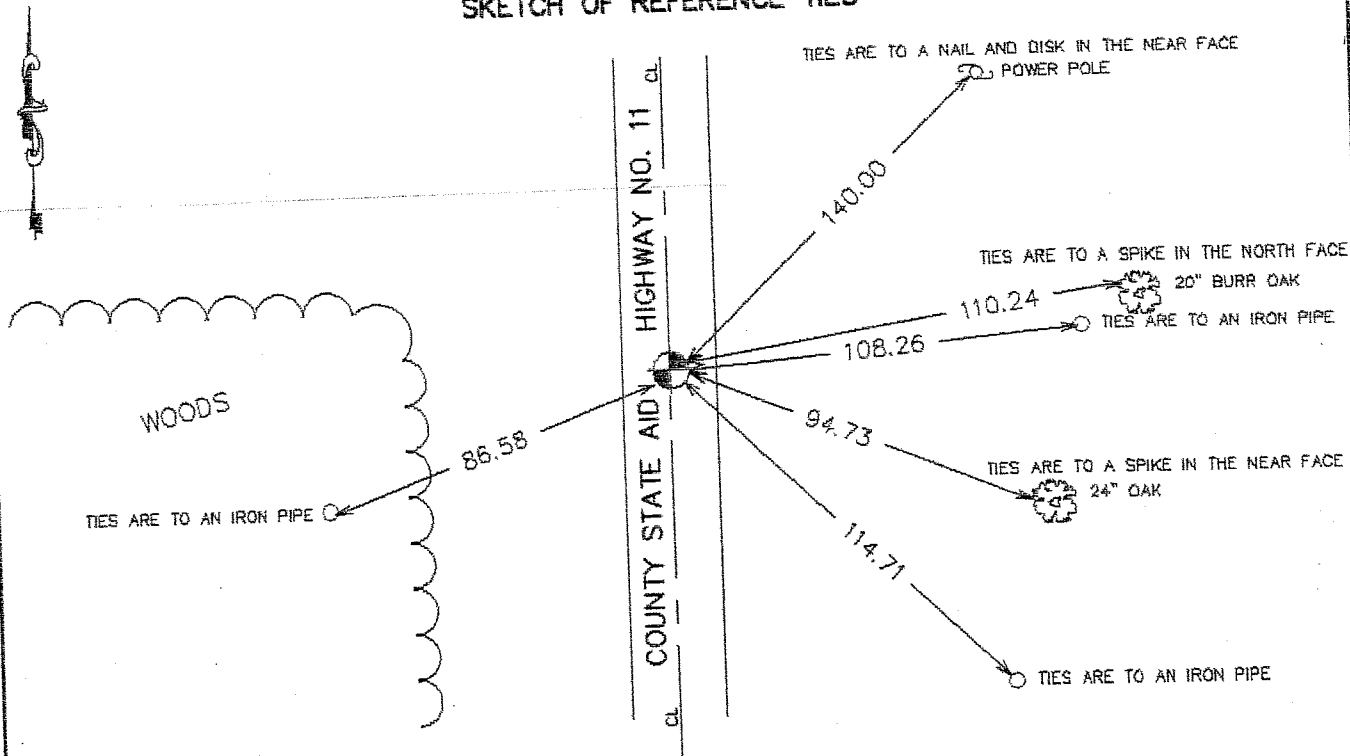 SKETCH OF REFERENCE TIES
TIES ARE TO A NAIL AND DISK IN THE NEAR FACE
POWER POLE
CL
COUNTY STATE AID HIGHWAY NO. 11
140.00
TIES ARE TO A SPIKE IN THE NORTH FACE
20" BURR OAK
110.24
TIES ARE TO AN IRON PIPE
108.26
WOODS
94.73
86.58
TIES ARE TO A SPIKE IN THE NEAR FACE
24" OAK
TIES ARE TO AN IRON PIPE
114.71
TIES ARE TO AN IRON PIPE
CL